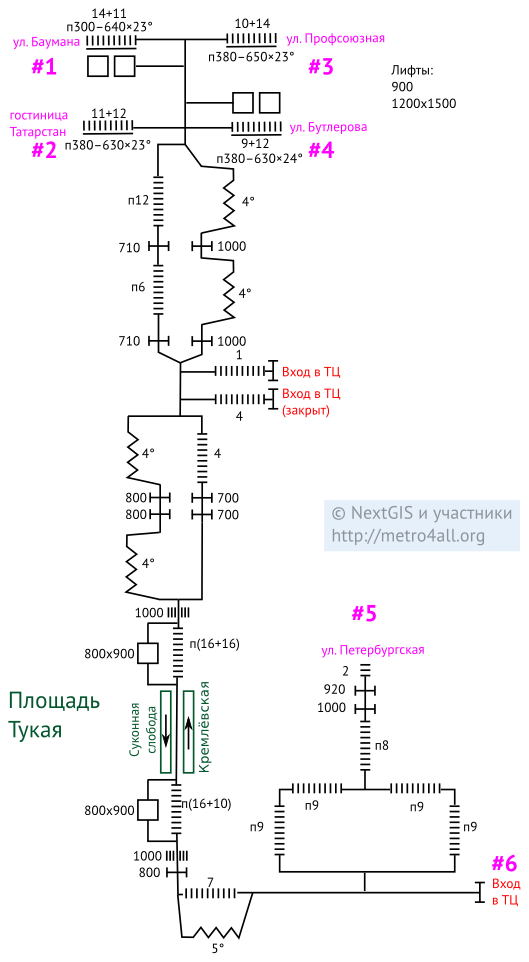 14+11
п300–640×23°
ул. Баумана
#1
10+14
ул. Профсоюзная
п380–650×23°
#3
Лифты:
900
1200х1500
гостиница
Татарстан
#2
11+12
п380–630×23°
ул. Бутлерова
9+12
п380–630×24°
#4
п12
4°
710
1000
п6
4°
710
1000
1
Вход в ТЦ
Вход в ТЦ
(закрыт)
4
4°
4
800
700
800
700
© NextGIS и участники
http://metro4all.org
4°
1000
п(16+16)
800х900
#5
ул. Петербургская
2
920
1000
п8
Площадь
Тукая
Суконная
слобода
Кремлёвская
800х900
п(16+10)
п9
п9
п9
п9
1000
800
7
#6
Вход
в ТЦ
5°